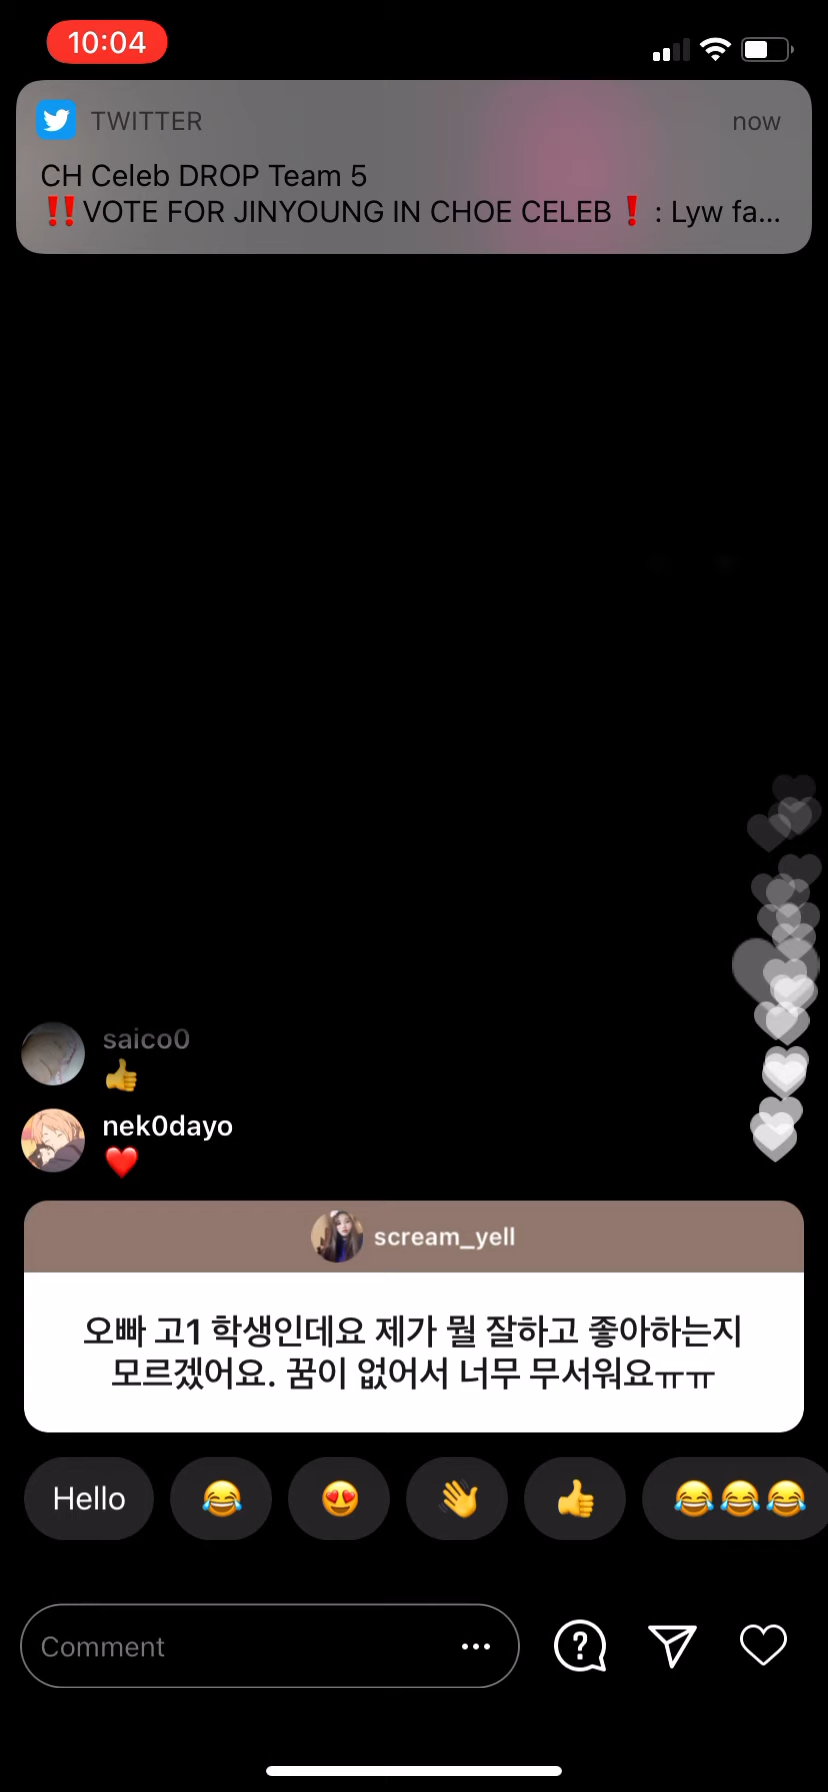 10:04
TWITTER
now
CH Celeb DROP Team 5
‼️VOTE FOR JINYOUNG IN CHOE CELEB❗: Lyw fa...
saico0
👍
nek0dayo
❤️
scream_yell
오빠 고1 학생인데요 제가 뭘 잘하고 좋아하는지
모르겠어요. 꿈이 없어서 너무 무서워요ㅠㅠ
Hello 😂 😍 👋 👍 😂😂😂
Comment